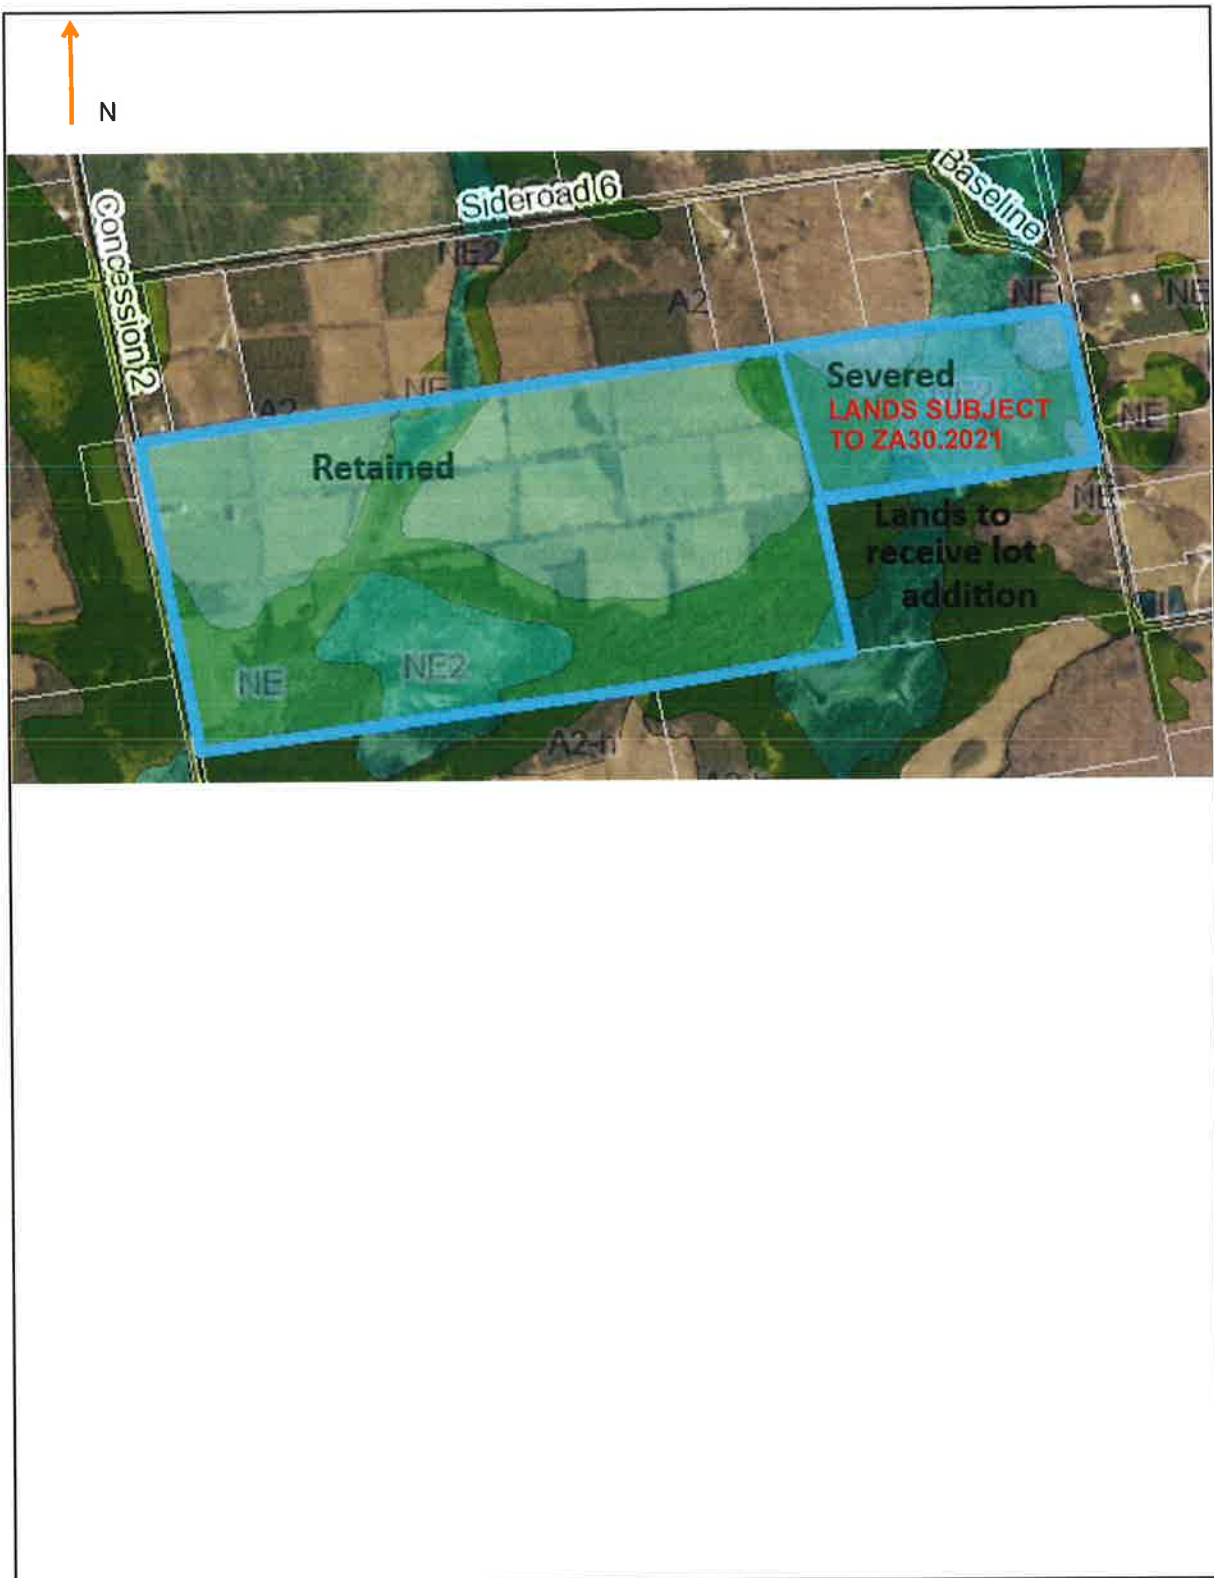 N
Sideroad 6
Baseline
Concession 2
NE2
A2
NE
NE
NE
A2
Severed
LANDS SUBJECT
TO ZA30.2021
NE
Retained
NE
Lands to
receive lot
addition
NE
NE2
A2-h